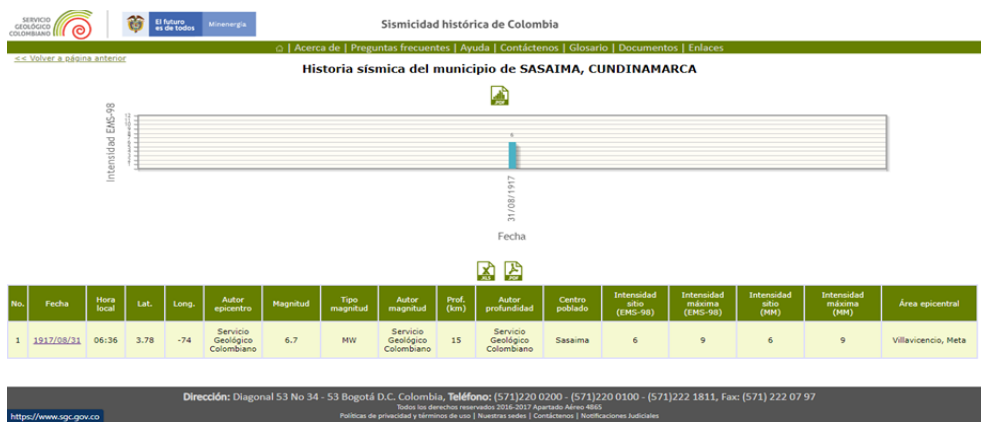 SERVICIO
GEOLÓGICO
COLOMBIANO
El futuro
es de todos
Minenergía
Sismicidad histórica de Colombia
| Acerca de | Preguntas frecuentes | Ayuda | Contáctenos | Glosario | Documentos | Enlaces
<< Volver a página anterior
Historia sísmica del municipio de SASAIMA, CUNDINAMARCA
PDF
Intensidad EMS-98
6
31/08/1917
Fecha
XLS PDF
No. Fecha Hora local Lat. Long. Autor epicentro Magnitud Tipo magnitud Autor magnitud Prof. (km) Autor profundidad Centro poblado Intensidad sitio (EMS-98) Intensidad máxima (EMS-98) Intensidad sitio (MM) Intensidad máxima (MM) Área epicentral
1 1917/08/31 06:36 3.78 -74 Servicio Geológico Colombiano 6.7 MW Servicio Geológico Colombiano 15 Servicio Geológico Colombiano Sasaima 6 9 6 9 Villavicencio, Meta
Dirección: Diagonal 53 No 34 - 53 Bogotá D.C. Colombia, Teléfono: (571)220 0200 - (571)220 0100 - (571)222 1811, Fax: (571) 222 07 97
Todos los derechos reservados 2016-2017 Apartado Aéreo 4865
Políticas de privacidad y términos de uso | Nuestras sedes | Contáctenos | Notificaciones Judiciales
https://www.sgc.gov.co